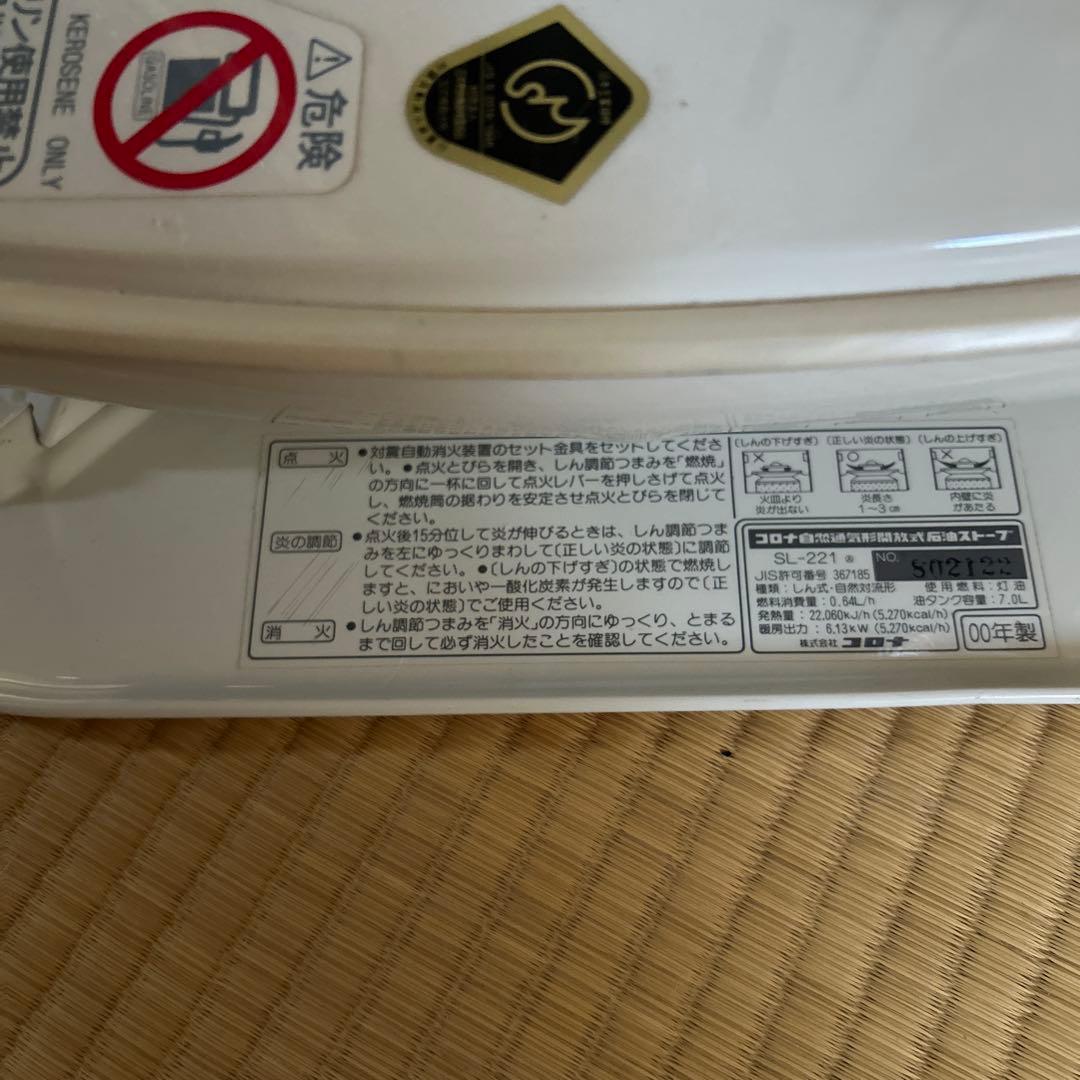 危険
GASOLINE
KEROSENE ONLY
リン使用禁止
点火
●対震自動消火装置のセット金具をセットしてくださ
い。●点火とびらを開き、しん調節つまみを「燃焼」
の方向に一杯に回して点火レバーを押しさげて点火
し、燃焼筒の据わりを安定させ点火とびらを閉じて
ください。
炎の調節
●点火後15分位して炎が伸びるときは、しん調節つま
みを左にゆっくりまわして(正しい炎の状態)に調節
してください。●(しんの下げすぎ)の状態で燃焼し
ますと、においや一酸化炭素が発生しますので(正
しい炎の状態)でご使用ください。
消火
●しん調節つまみを「消火」の方向にゆっくり、とまる
まで回して必ず消火したことを確認してください。
(しんの下げすぎ) (正しい炎の状態) (しんの上げすぎ)
火皿より
炎が出ない
炎長さ
1~3㎝
内壁に炎
があたる
コロナ自然通気形開放式石油ストーブ
SL-221
NO.
802122
JIS許可番号 367185
種類:しん式・自然対流形 使用燃料:灯油
燃料消費量:0.64L/h 油タンク容量:7.0L
発熱量:22,060kJ/h(5,270kcal/h)
暖房出力:6.13kW(5,270kcal/h)
株式会社 コロナ
00年製